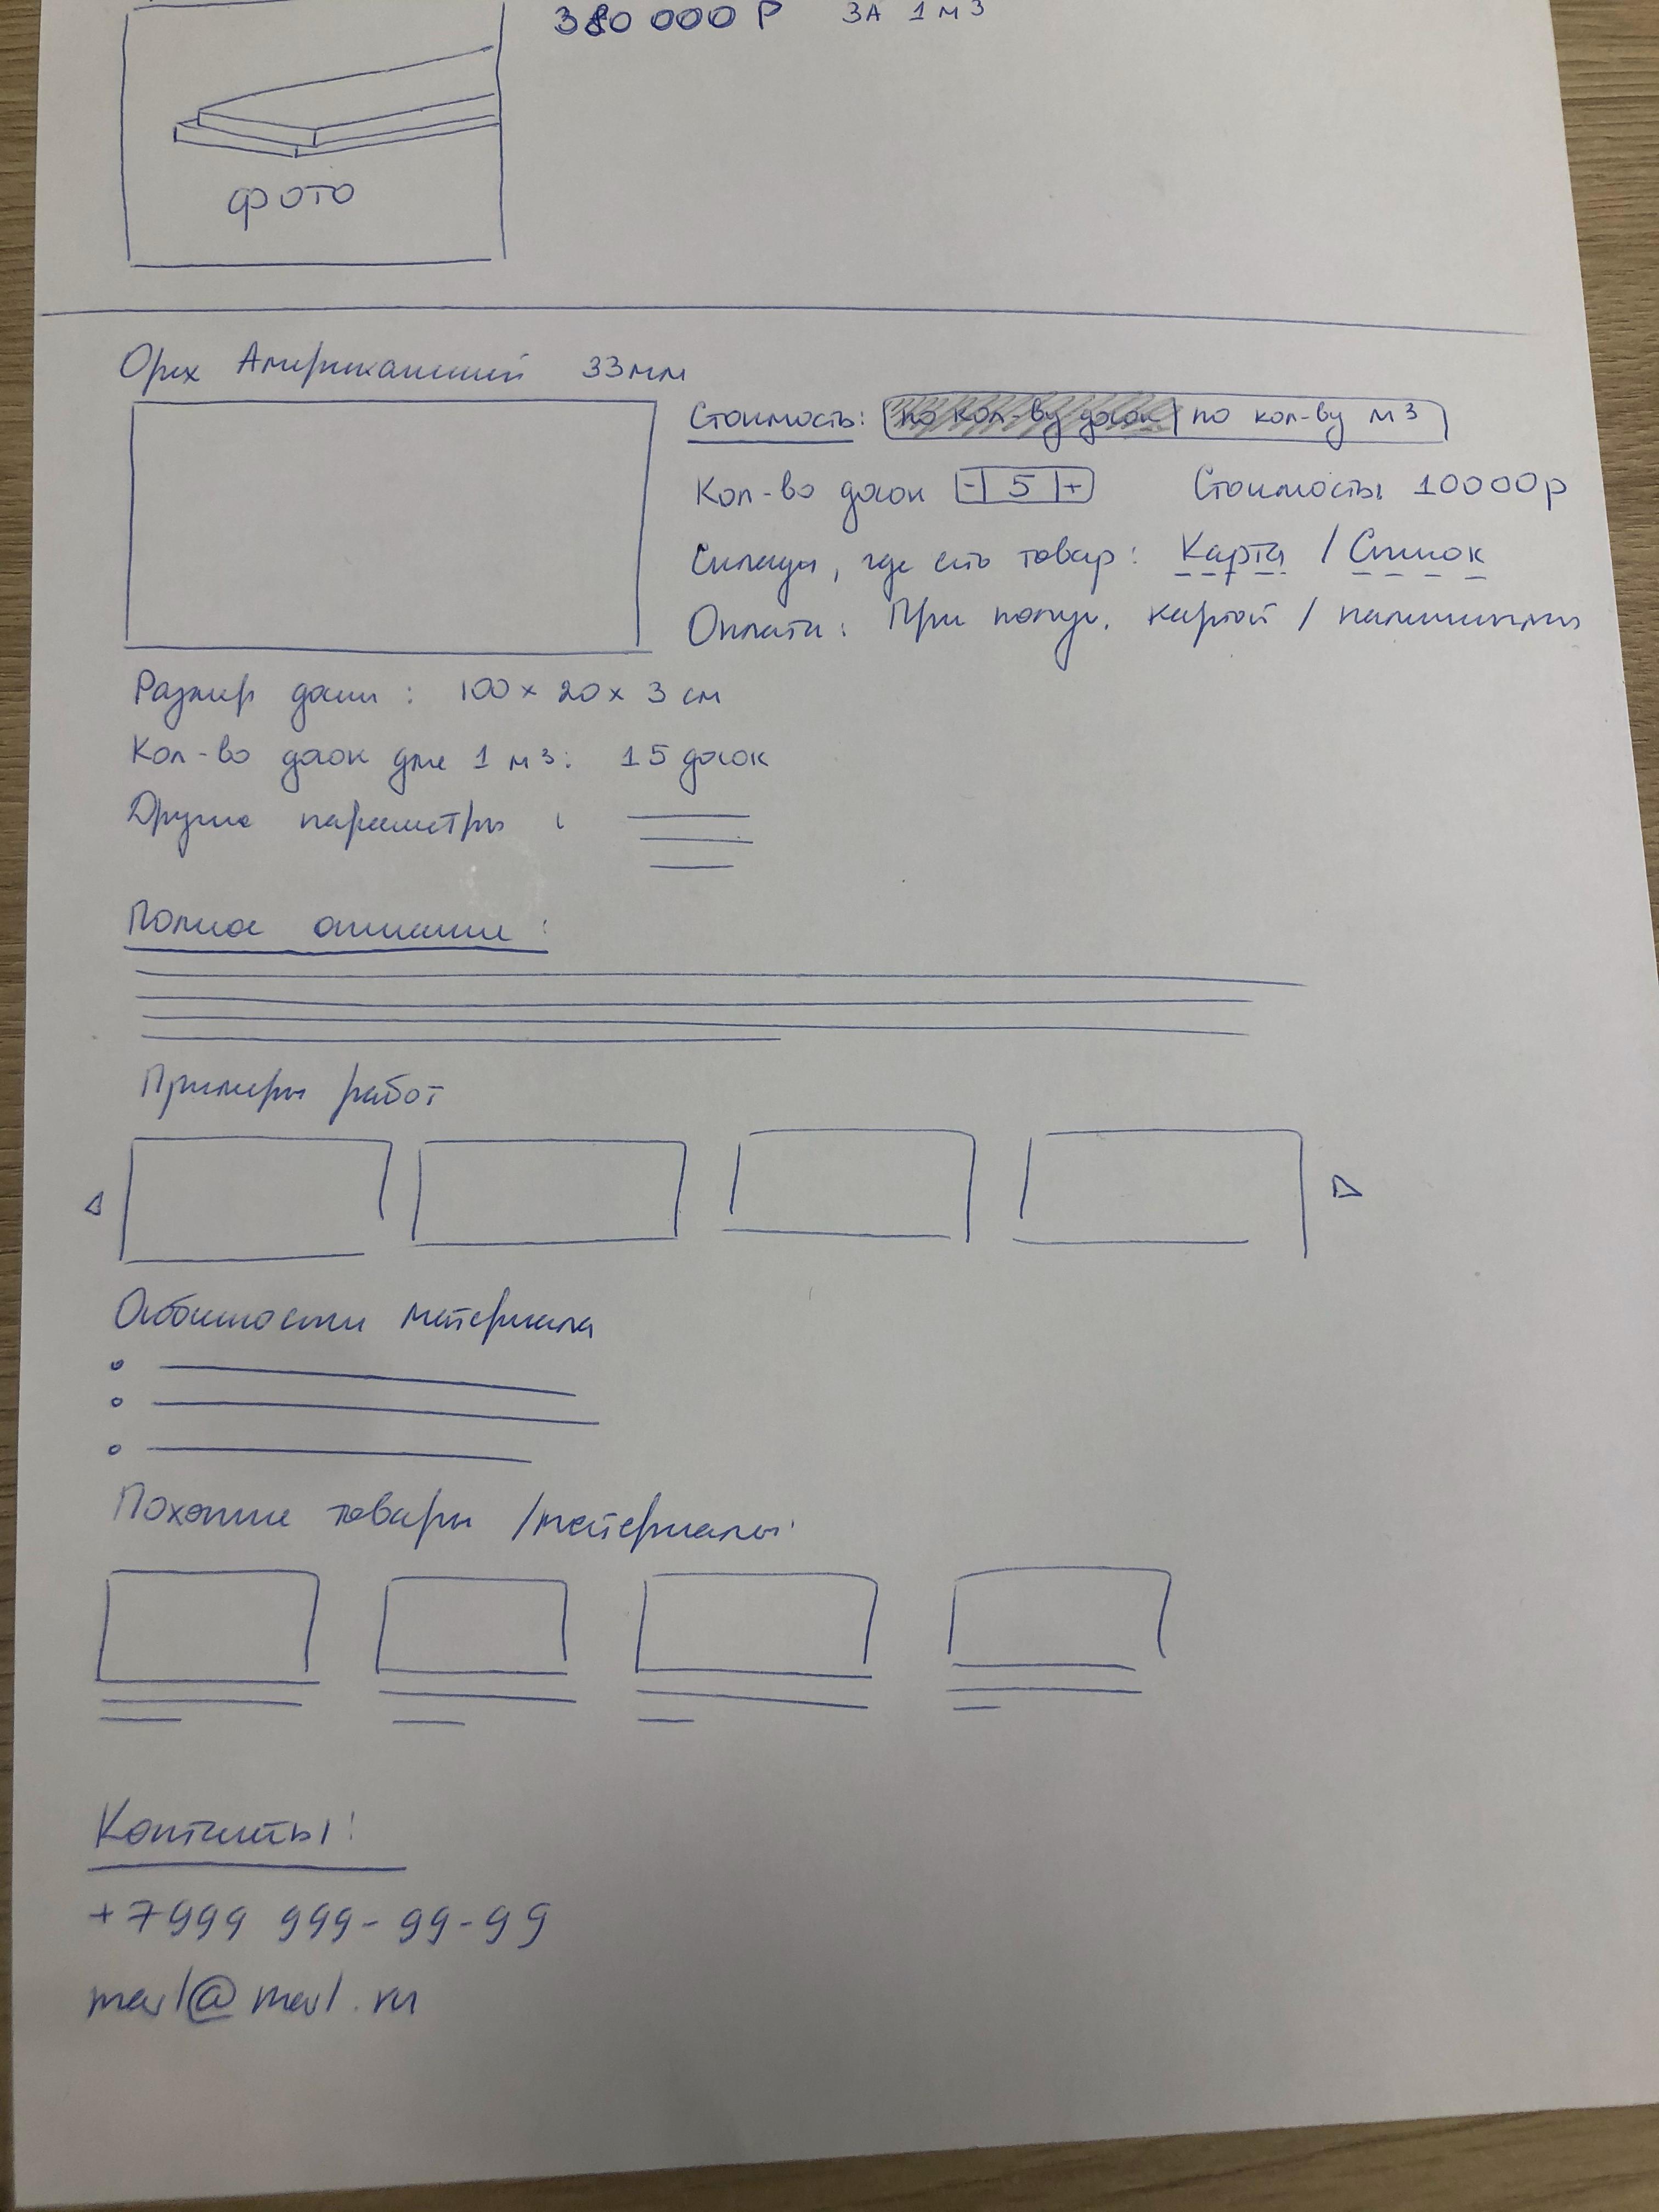 380 000 Р ЗА 1 м3
фото
Орех Американский 33мм
Стоимость: по кол-ву досок по кол-ву м3
Кол-во досок - 5 + Стоимость: 10000р
Склады, где есть товар: Карта / Список
Оплата: При получ. картой / наличными
Размер доски: 100 x 20 x 3 см
Кол-во досок для 1 м3: 15 досок
Другие параметры:
Полное описание:
Примеры работ
Особенности материала
Похожие товары / материалы
Контакты:
+7999 999-99-99
mail@mail.ru